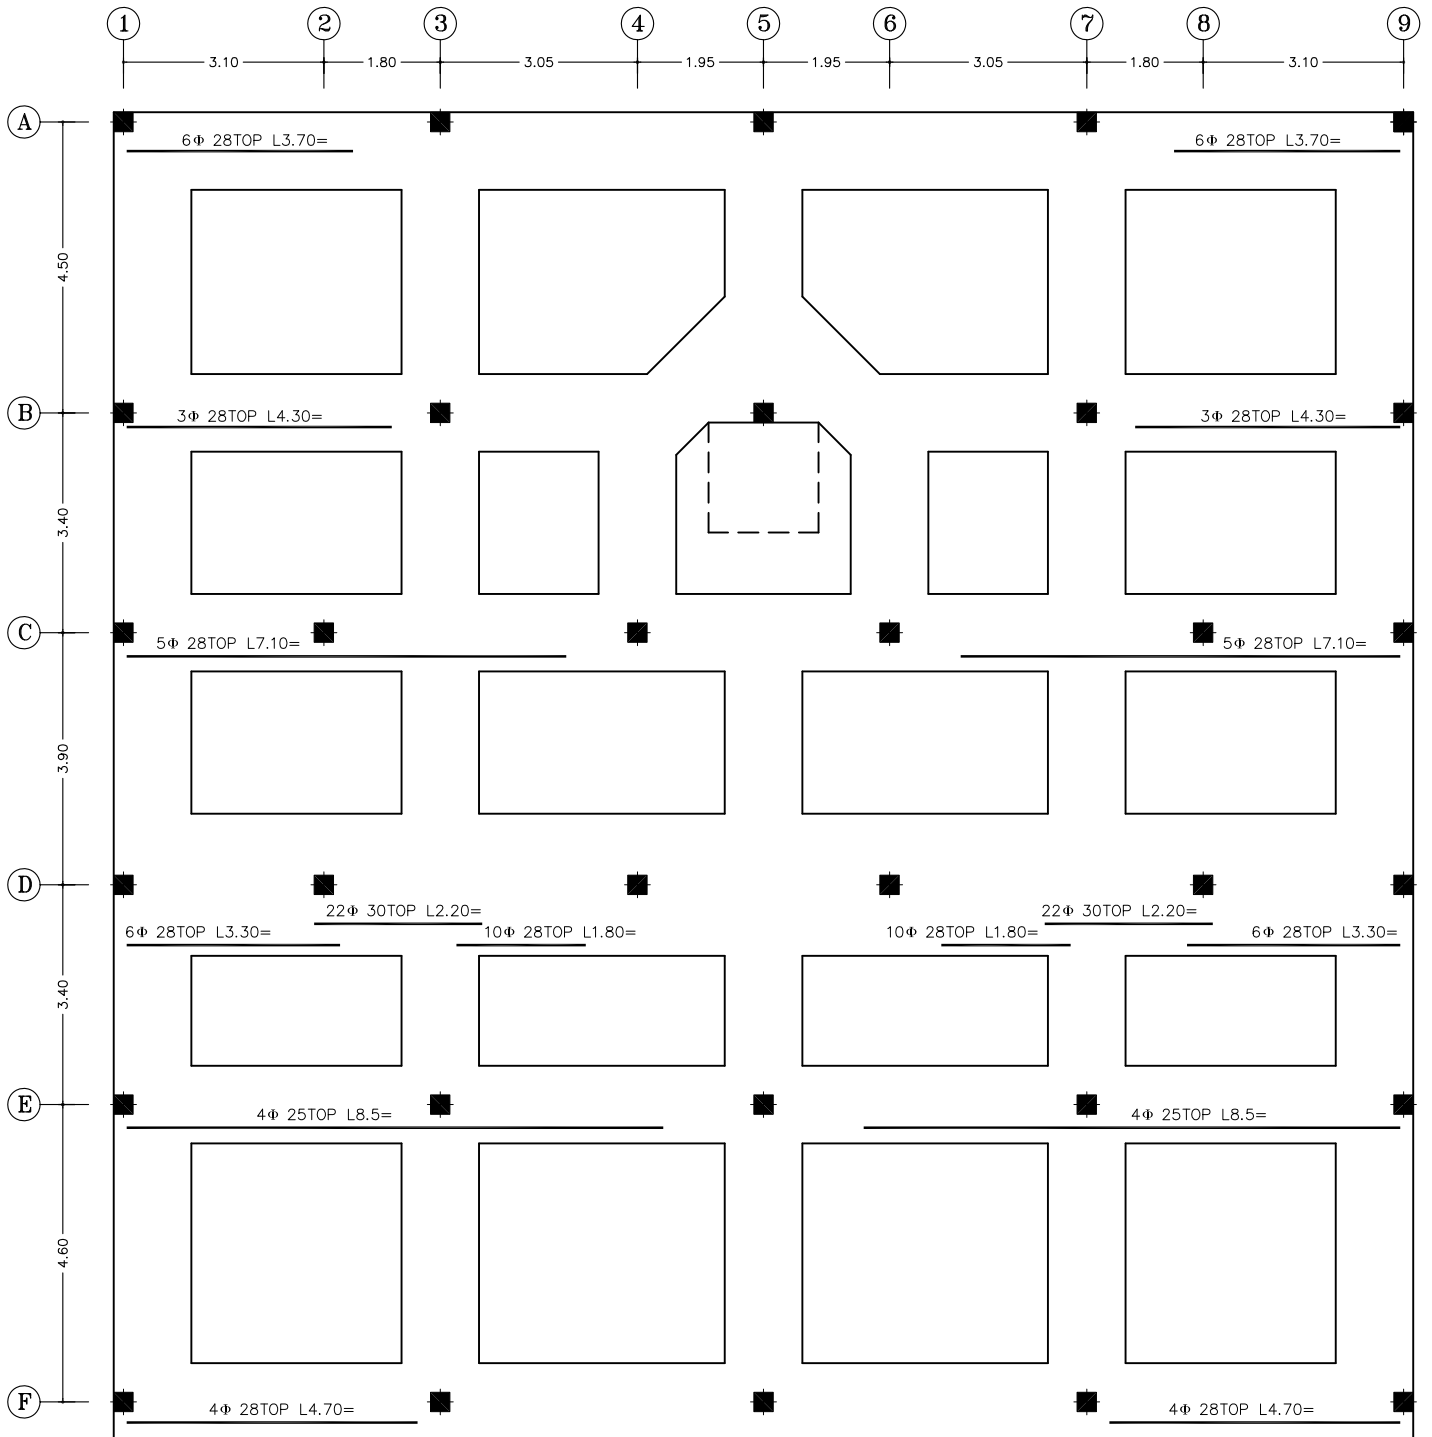 1 2 3 4 5 6 7 8 9
3.10 1.80 3.05 1.95 1.95 3.05 1.80 3.10
A
6Φ 28TOP L3.70= 6Φ 28TOP L3.70=
4.50
B
3Φ 28TOP L4.30= 3Φ 28TOP L4.30=
3.40
C
5Φ 28TOP L7.10= 5Φ 28TOP L7.10=
3.90
D
22Φ 30TOP L2.20= 22Φ 30TOP L2.20=
6Φ 28TOP L3.30= 10Φ 28TOP L1.80= 10Φ 28TOP L1.80= 6Φ 28TOP L3.30=
3.40
E
4Φ 25TOP L8.5= 4Φ 25TOP L8.5=
4.60
F
4Φ 28TOP L4.70= 4Φ 28TOP L4.70=